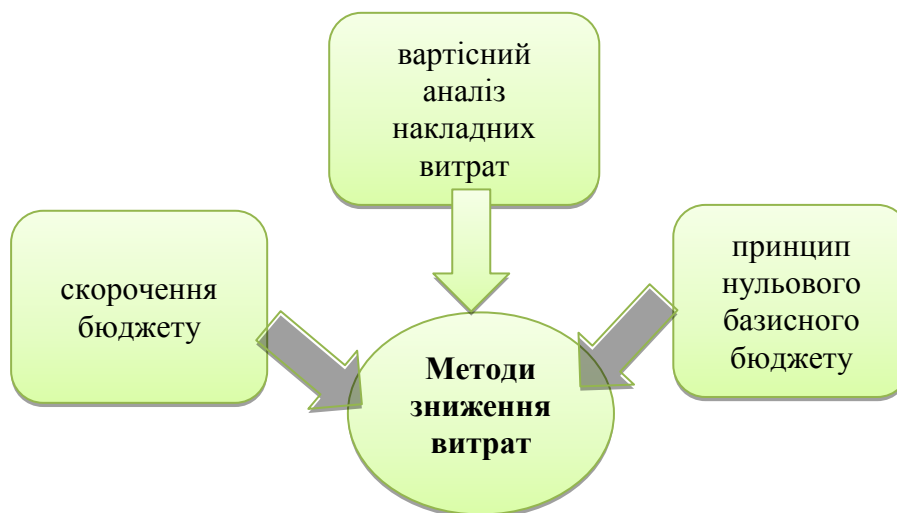 вартісний
аналіз
накладних
витрат
скорочення
бюджету
принцип
нульового
базисного
бюджету
Методи
зниження
витрат